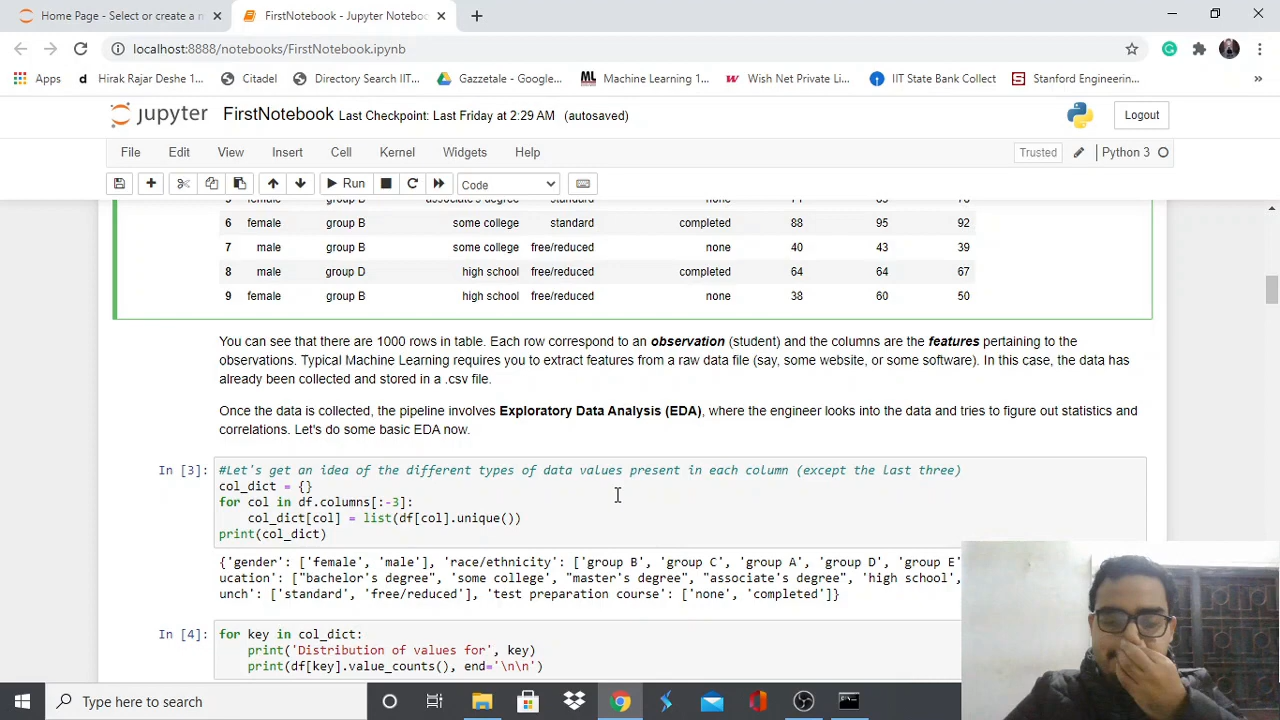 Home Page - Select or create a n
FirstNotebook - Jupyter Noteboo
localhost:8888/notebooks/FirstNotebook.ipynb
Apps
Hirak Rajar Deshe 1...
Citadel
Directory Search IIT...
Gazzetale - Google...
Machine Learning 1...
Wish Net Private Li...
IIT State Bank Collect
Stanford Engineerin...
jupyter FirstNotebook Last Checkpoint: Last Friday at 2:29 AM (autosaved)
Logout
File Edit View Insert Cell Kernel Widgets Help
Trusted Python 3
Run Code
6 female group B some college standard completed 88 95 92
7 male group B some college free/reduced none 40 43 39
8 male group D high school free/reduced completed 64 64 67
9 female group B high school free/reduced none 38 60 50
You can see that there are 1000 rows in table. Each row correspond to an observation (student) and the columns are the features pertaining to the
observations. Typical Machine Learning requires you to extract features from a raw data file (say, some website, or some software). In this case, the data has
already been collected and stored in a .csv file.
Once the data is collected, the pipeline involves Exploratory Data Analysis (EDA), where the engineer looks into the data and tries to figure out statistics and
correlations. Let's do some basic EDA now.
In [3]: #Let's get an idea of the different types of data values present in each column (except the last three)
col_dict = {}
for col in df.columns[:-3]:
col_dict[col] = list(df[col].unique())
print(col_dict)
{'gender': ['female', 'male'], 'race/ethnicity': ['group B', 'group C', 'group A', 'group D', 'group E'
ucation': ["bachelor's degree", 'some college', "master's degree", "associate's degree", 'high school',
unch': ['standard', 'free/reduced'], 'test preparation course': ['none', 'completed']}
In [4]: for key in col_dict:
print('Distribution of values for', key)
print(df[key].value_counts(), end='\n\n')
Type here to search